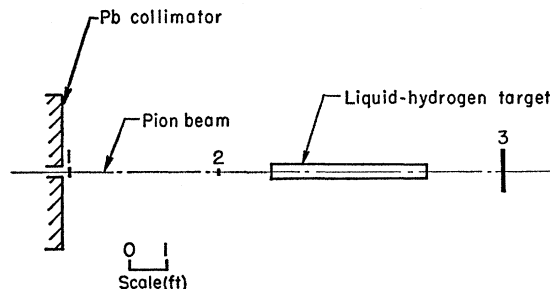 Pb collimator
Liquid-hydrogen target
Pion beam
1
2
3
0 1
Scale(ft)